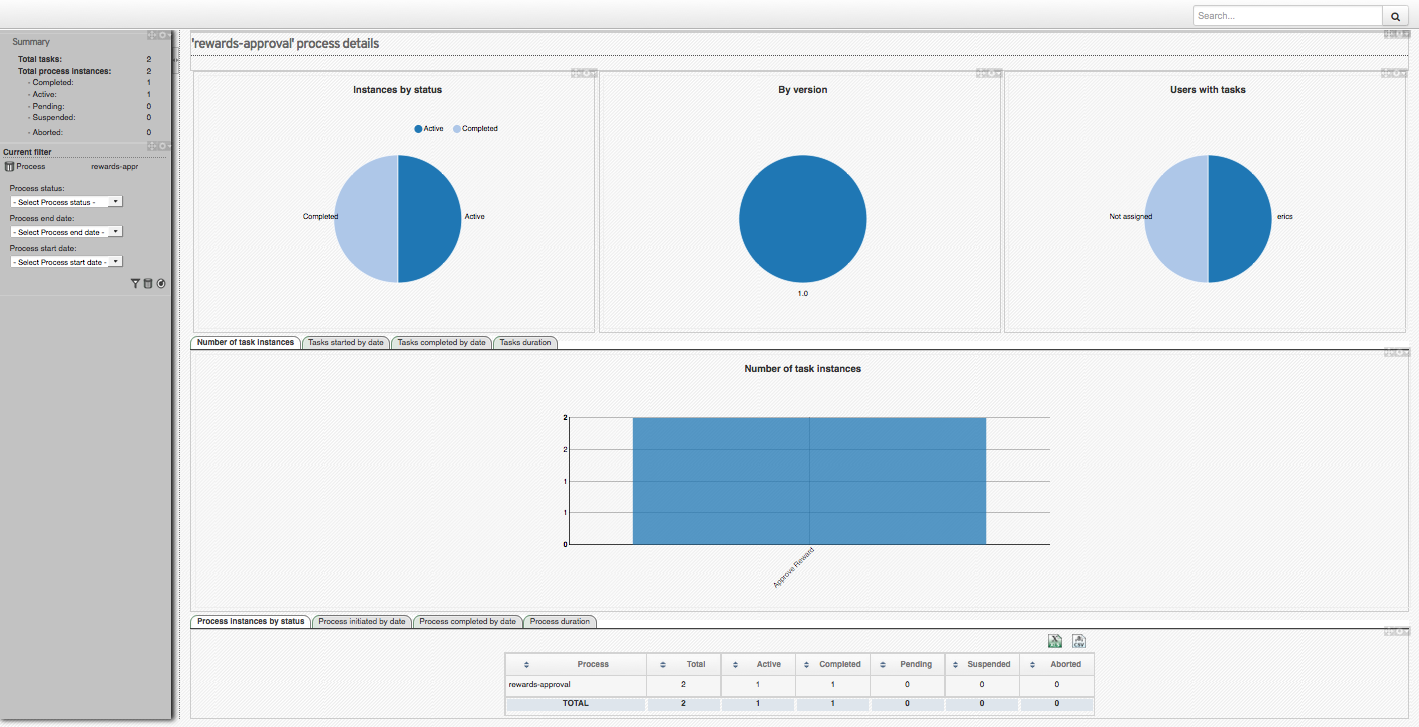 Search...
Summary
Total tasks: 2
Total process instances: 2
- Completed: 1
- Active: 1
- Pending: 0
- Suspended: 0
- Aborted: 0
Current filter
Process rewards-appr
Process status:
- Select Process status -
Process end date:
- Select Process end date -
Process start date:
- Select Process start date -
'rewards-approval' process details
Instances by status
Active Completed
Completed Active
By version
1.0
Users with tasks
Not assigned erics
Number of task instances Tasks started by date Tasks completed by date Tasks duration
Number of task instances
2
2
1
1
0
Approve Reward
Process instances by status Process initiated by date Process completed by date Process duration
XLS CSV
Process Total Active Completed Pending Suspended Aborted
rewards-approval 2 1 1 0 0 0
TOTAL 2 1 1 0 0 0